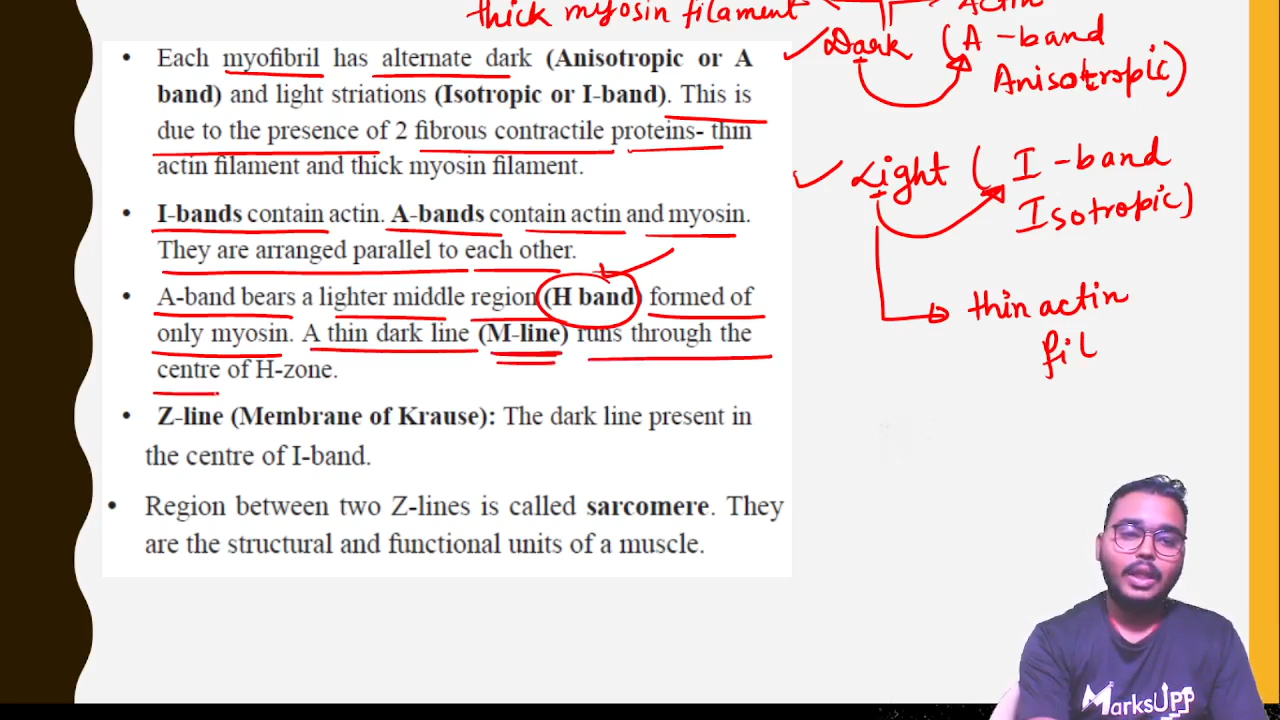 thick myosin filament
Actin
• Each myofibril has alternate dark (Anisotropic or A
band) and light striations (Isotropic or I-band). This is
due to the presence of 2 fibrous contractile proteins- thin
actin filament and thick myosin filament.
• I-bands contain actin. A-bands contain actin and myosin.
They are arranged parallel to each other.
• A-band bears a lighter middle region (H band) formed of
only myosin. A thin dark line (M-line) runs through the
centre of H-zone.
• Z-line (Membrane of Krause): The dark line present in
the centre of I-band.
• Region between two Z-lines is called sarcomere. They
are the structural and functional units of a muscle.
Dark (A -band
Anisotropic)
Light ( I -band
Isotropic)
thin actin
fil
MarksUpp